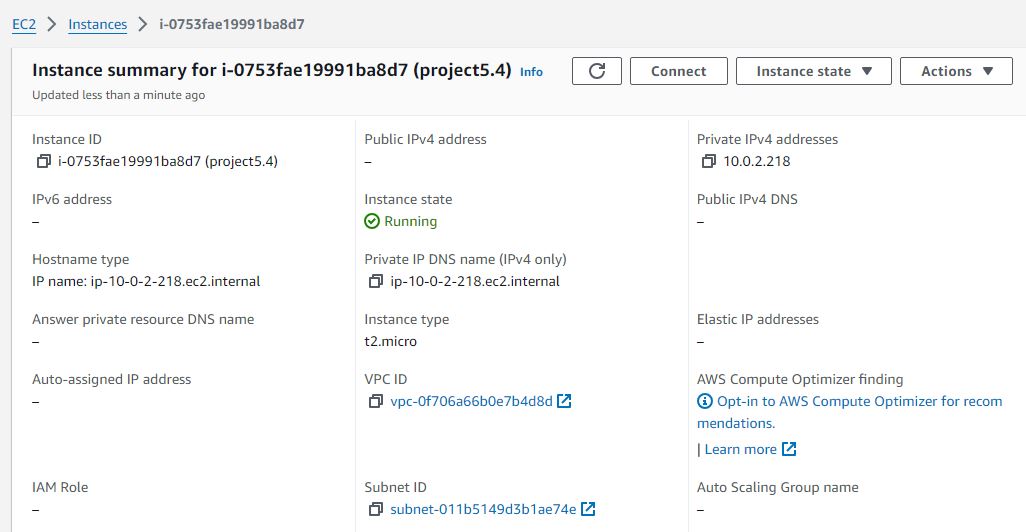 EC2 > Instances > i-0753fae19991ba8d7
Instance summary for i-0753fae19991ba8d7 (project5.4) Info
Connect
Instance state
Actions
Updated less than a minute ago
Instance ID
i-0753fae19991ba8d7 (project5.4)
Public IPv4 address
–
Private IPv4 addresses
10.0.2.218
IPv6 address
–
Instance state
Running
Public IPv4 DNS
–
Hostname type
IP name: ip-10-0-2-218.ec2.internal
Private IP DNS name (IPv4 only)
ip-10-0-2-218.ec2.internal
Answer private resource DNS name
–
Instance type
t2.micro
Elastic IP addresses
–
Auto-assigned IP address
–
VPC ID
vpc-0f706a66b0e7b4d8d
AWS Compute Optimizer finding
Opt-in to AWS Compute Optimizer for recom
mendations.
| Learn more
IAM Role
–
Subnet ID
subnet-011b5149d3b1ae74e
Auto Scaling Group name
–